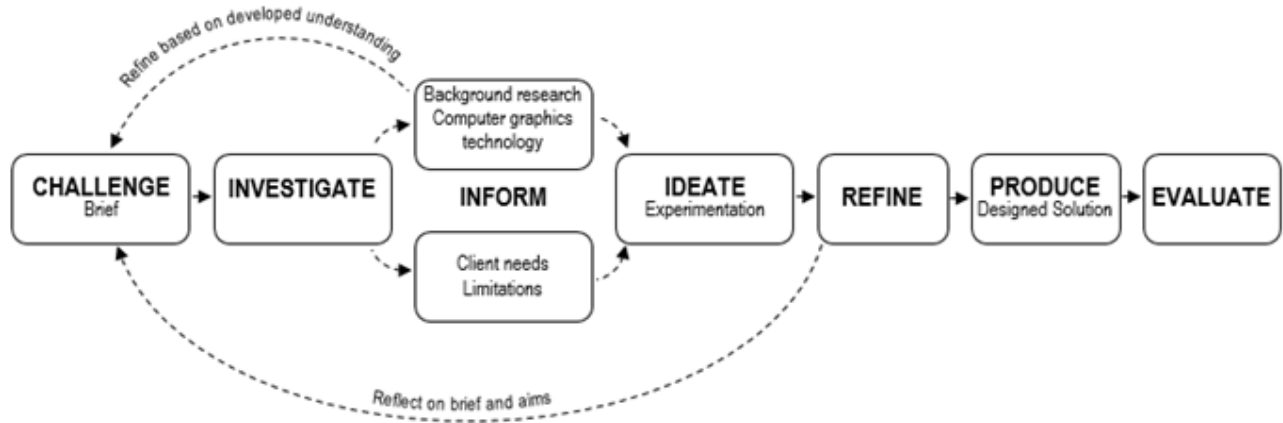 Refine based on developed understanding
Background research
Computer graphics
technology
CHALLENGE
Brief
INVESTIGATE
INFORM
Client needs
Limitations
IDEATE
Experimentation
REFINE
PRODUCE
Designed Solution
EVALUATE
Reflect on brief and aims